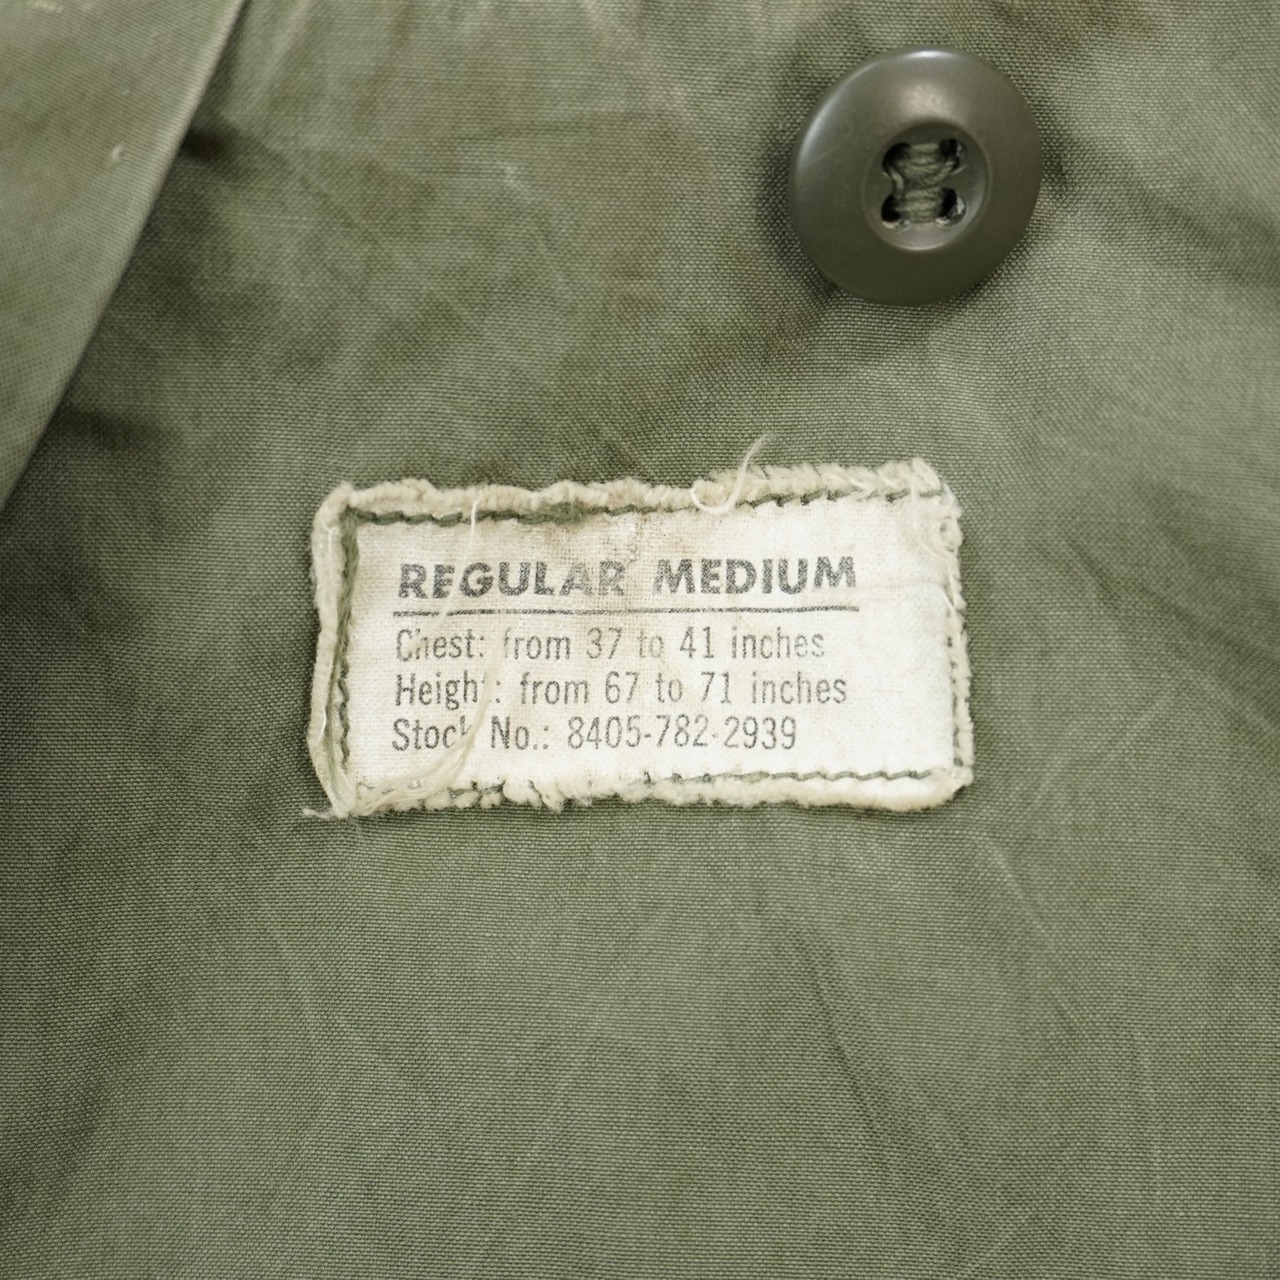 REGULAR MEDIUM
Chest: from 37 to 41 inches
Height: from 67 to 71 inches
Stock No.: 8405-782-2939